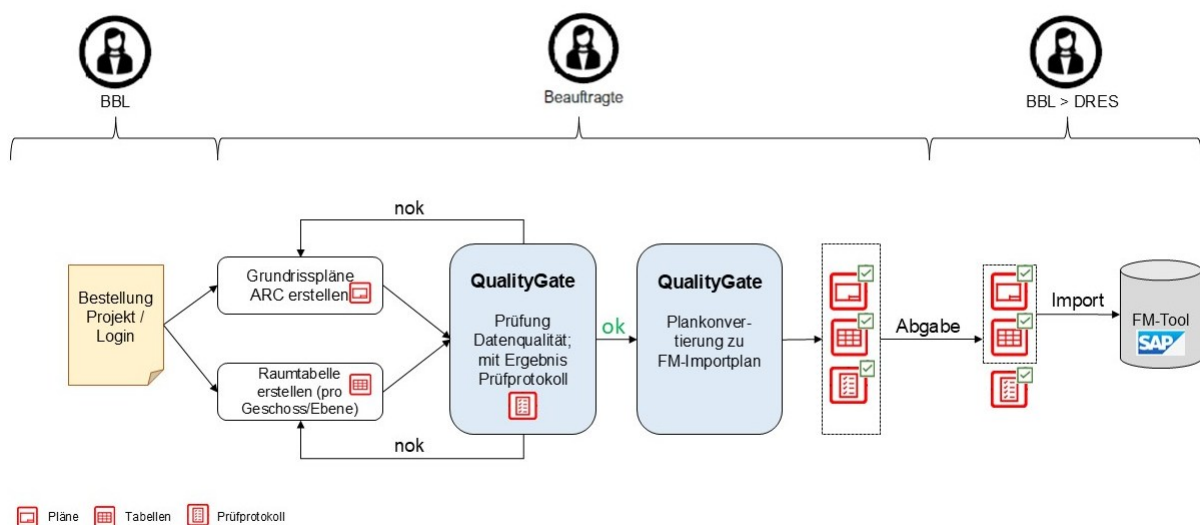 BBL
Beauftragte
BBL > DRES
nok
Bestellung
Projekt /
Login
Grundrisspläne
ARC erstellen
Raumtabelle
erstellen (pro
Geschoss/Ebene)
QualityGate
Prüfung
Datenqualität;
mit Ergebnis
Prüfprotokoll
ok
QualityGate
Plankonver-
tierung zu
FM-Importplan
Abgabe
Import
FM-Tool
SAP
nok
Pläne
Tabellen
Prüfprotokoll